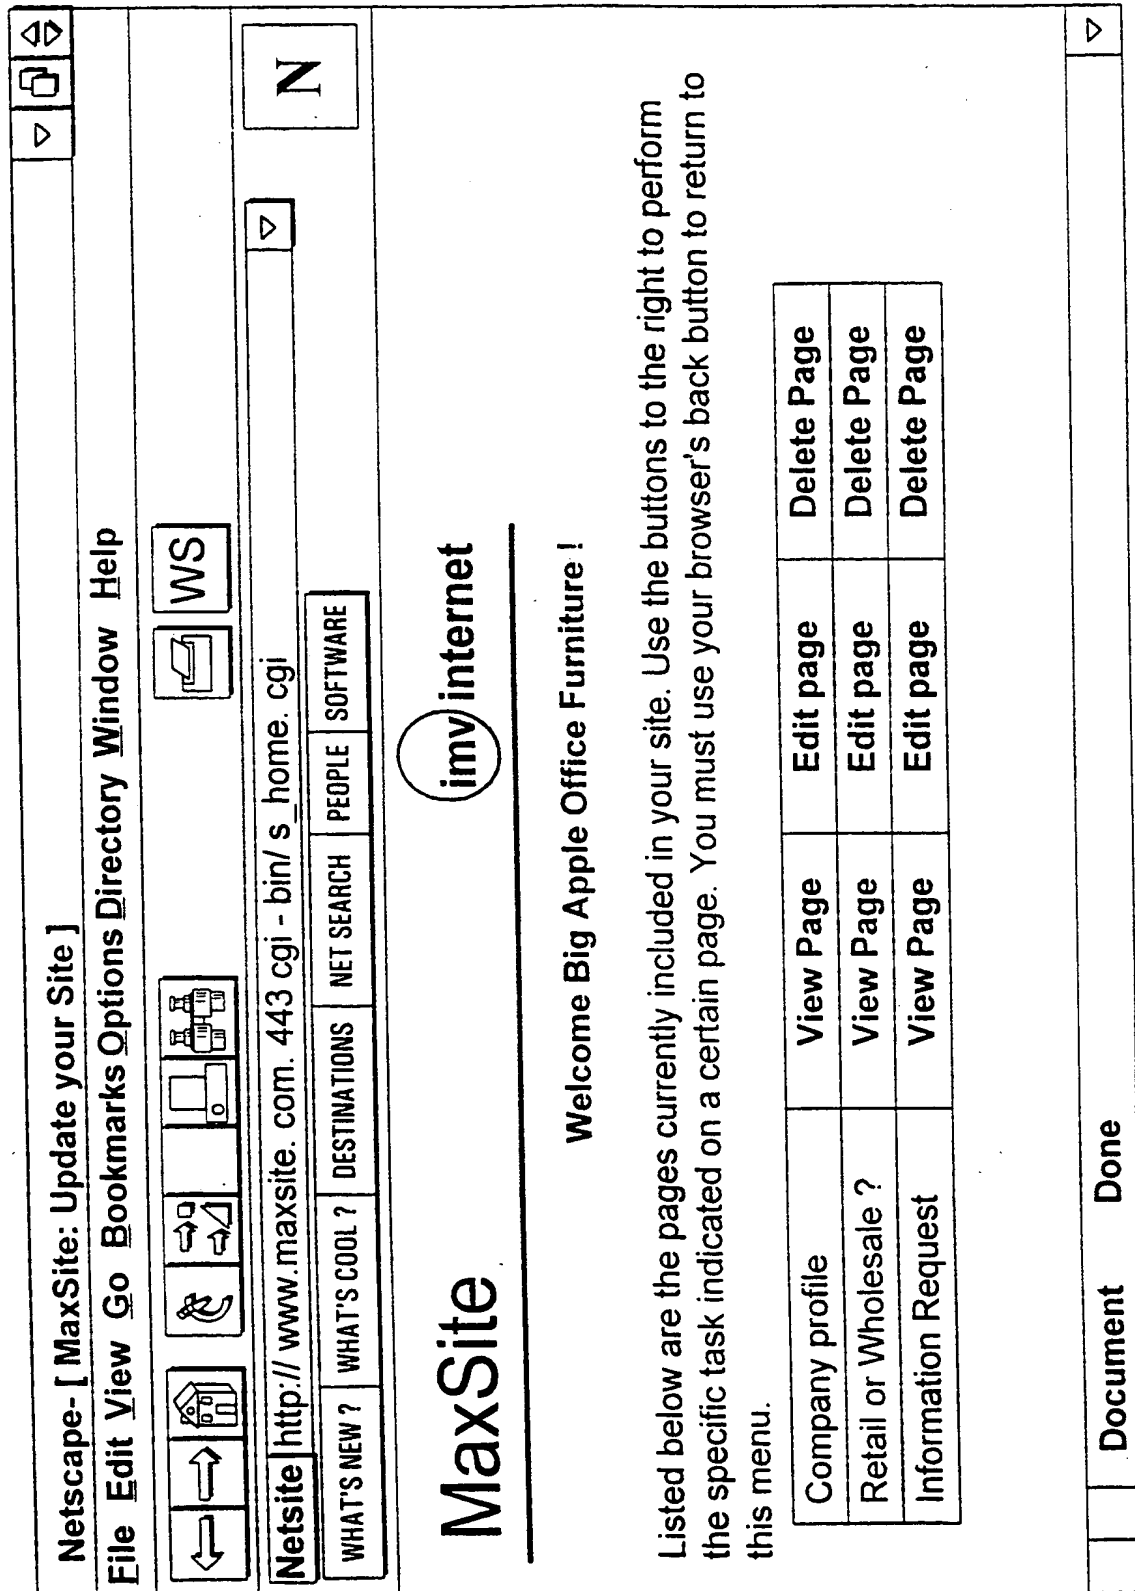 Netscape- [ MaxSite: Update your Site ]
File Edit View Go Bookmarks Options Directory Window Help
WS
Netsite http:// www.maxsite. com. 443 cgi - bin/ s_home. cgi
N
WHAT'S NEW ? WHAT'S COOL ? DESTINATIONS NET SEARCH PEOPLE SOFTWARE
MaxSite imv internet
Welcome Big Apple Office Furniture !
Listed below are the pages currently included in your site. Use the buttons to the right to perform
the specific task indicated on a certain page. You must use your browser's back button to return to
this menu.
Company profile View Page Edit page Delete Page
Retail or Wholesale ? View Page Edit page Delete Page
Information Request View Page Edit page Delete Page
Document Done